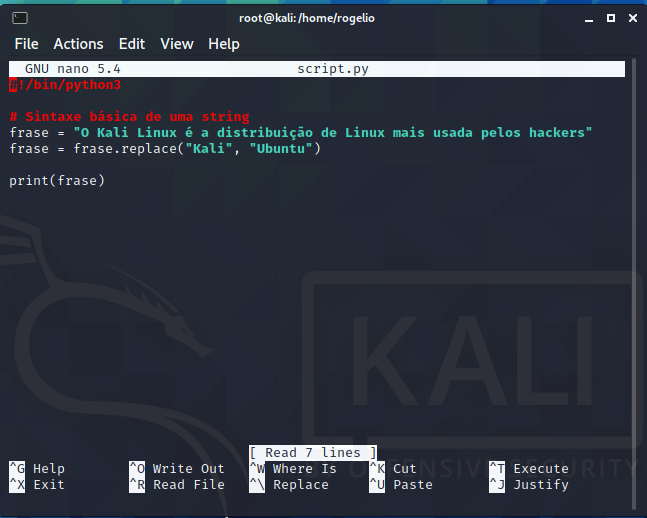 root@kali:/home/rogelio
File Actions Edit View Help
GNU nano 5.4 script.py
#!/bin/python3
# Sintaxe básica de uma string
frase = "O Kali Linux é a distribuição de Linux mais usada pelos hackers"
frase = frase.replace("Kali", "Ubuntu")
print(frase)
KALI
[ Read 7 lines ]
^G Help ^O Write Out ^W Where Is ^K Cut ^T Execute
OFFENSIVE SECURITY
^X Exit ^R Read File ^\ Replace ^U Paste ^J Justify